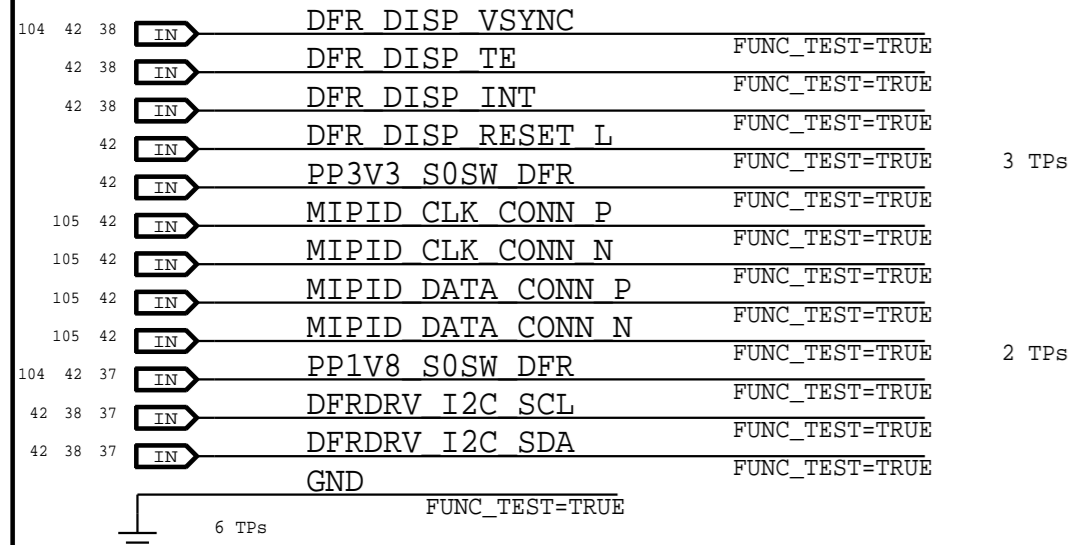 104 42 38 IN DFR_DISP_VSYNC FUNC_TEST=TRUE
42 38 IN DFR_DISP_TE FUNC_TEST=TRUE
42 38 IN DFR_DISP_INT FUNC_TEST=TRUE
42 IN DFR_DISP_RESET_L FUNC_TEST=TRUE 3 TPs
42 IN PP3V3_S0SW_DFR FUNC_TEST=TRUE
105 42 IN MIPID_CLK_CONN_P FUNC_TEST=TRUE
105 42 IN MIPID_CLK_CONN_N FUNC_TEST=TRUE
105 42 IN MIPID_DATA_CONN_P FUNC_TEST=TRUE
105 42 IN MIPID_DATA_CONN_N FUNC_TEST=TRUE 2 TPs
104 42 37 IN PP1V8_S0SW_DFR FUNC_TEST=TRUE
42 38 37 IN DFRDRV_I2C_SCL FUNC_TEST=TRUE
42 38 37 IN DFRDRV_I2C_SDA FUNC_TEST=TRUE
GND FUNC_TEST=TRUE
6 TPs